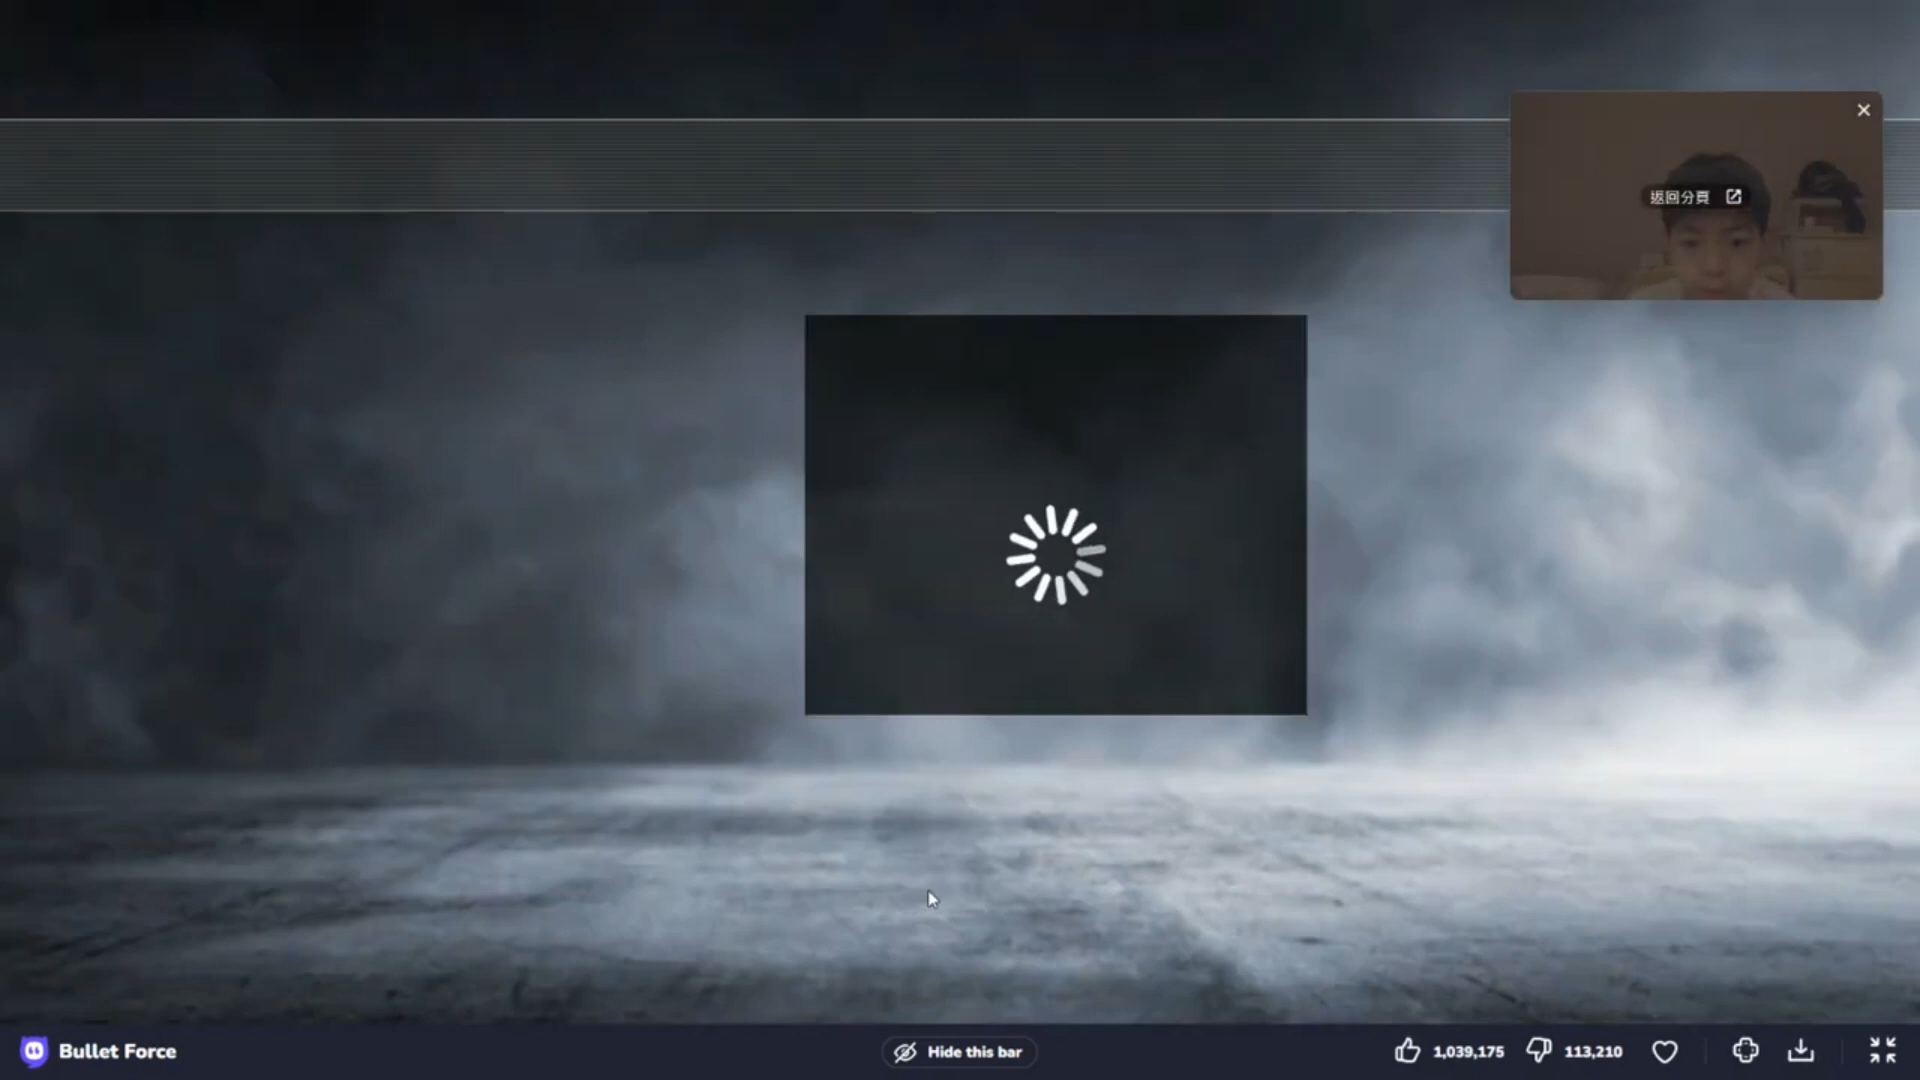 返回分頁
Bullet Force
Hide this bar
1,039,175
113,210